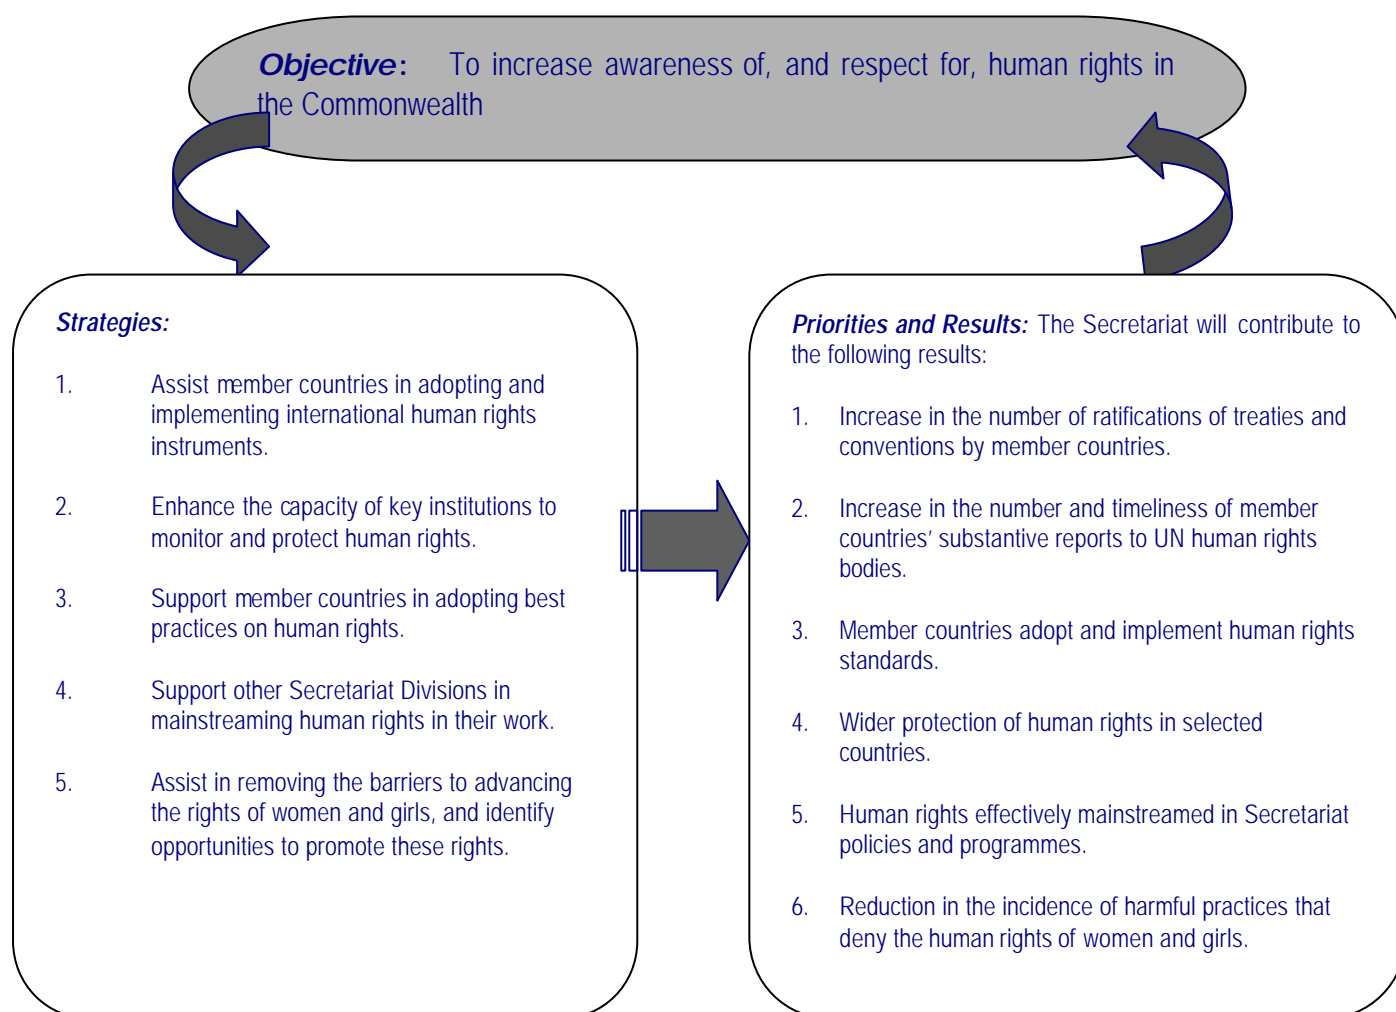 Objective: To increase awareness of, and respect for, human rights in
the Commonwealth
Strategies:
1. Assist member countries in adopting and
implementing international human rights
instruments.
2. Enhance the capacity of key institutions to
monitor and protect human rights.
3. Support member countries in adopting best
practices on human rights.
4. Support other Secretariat Divisions in
mainstreaming human rights in their work.
5. Assist in removing the barriers to advancing
the rights of women and girls, and identify
opportunities to promote these rights.
Priorities and Results: The Secretariat will contribute to
the following results:
1. Increase in the number of ratifications of treaties and
conventions by member countries.
2. Increase in the number and timeliness of member
countries' substantive reports to UN human rights
bodies.
3. Member countries adopt and implement human rights
standards.
4. Wider protection of human rights in selected
countries.
5. Human rights effectively mainstreamed in Secretariat
policies and programmes.
6. Reduction in the incidence of harmful practices that
deny the human rights of women and girls.